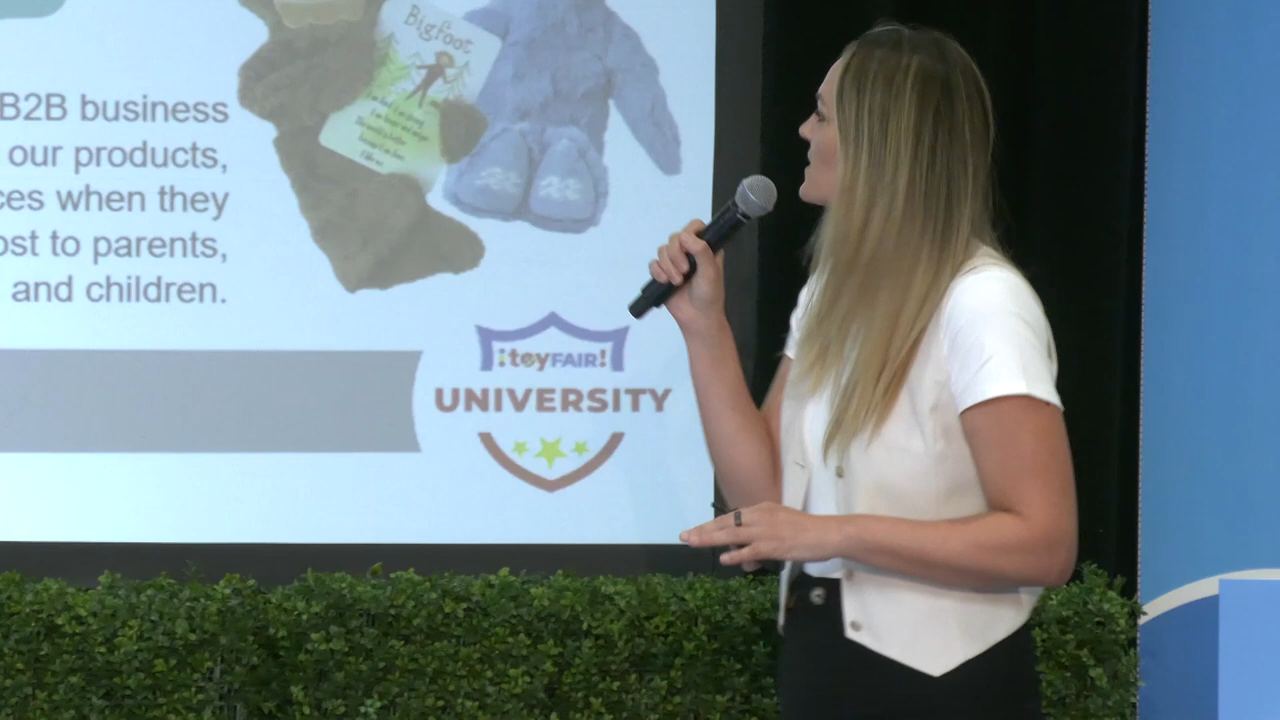 Bigfoot
B2B business
our products,
ces when they
ost to parents,
and children.
¡toyFAIR!
UNIVERSITY